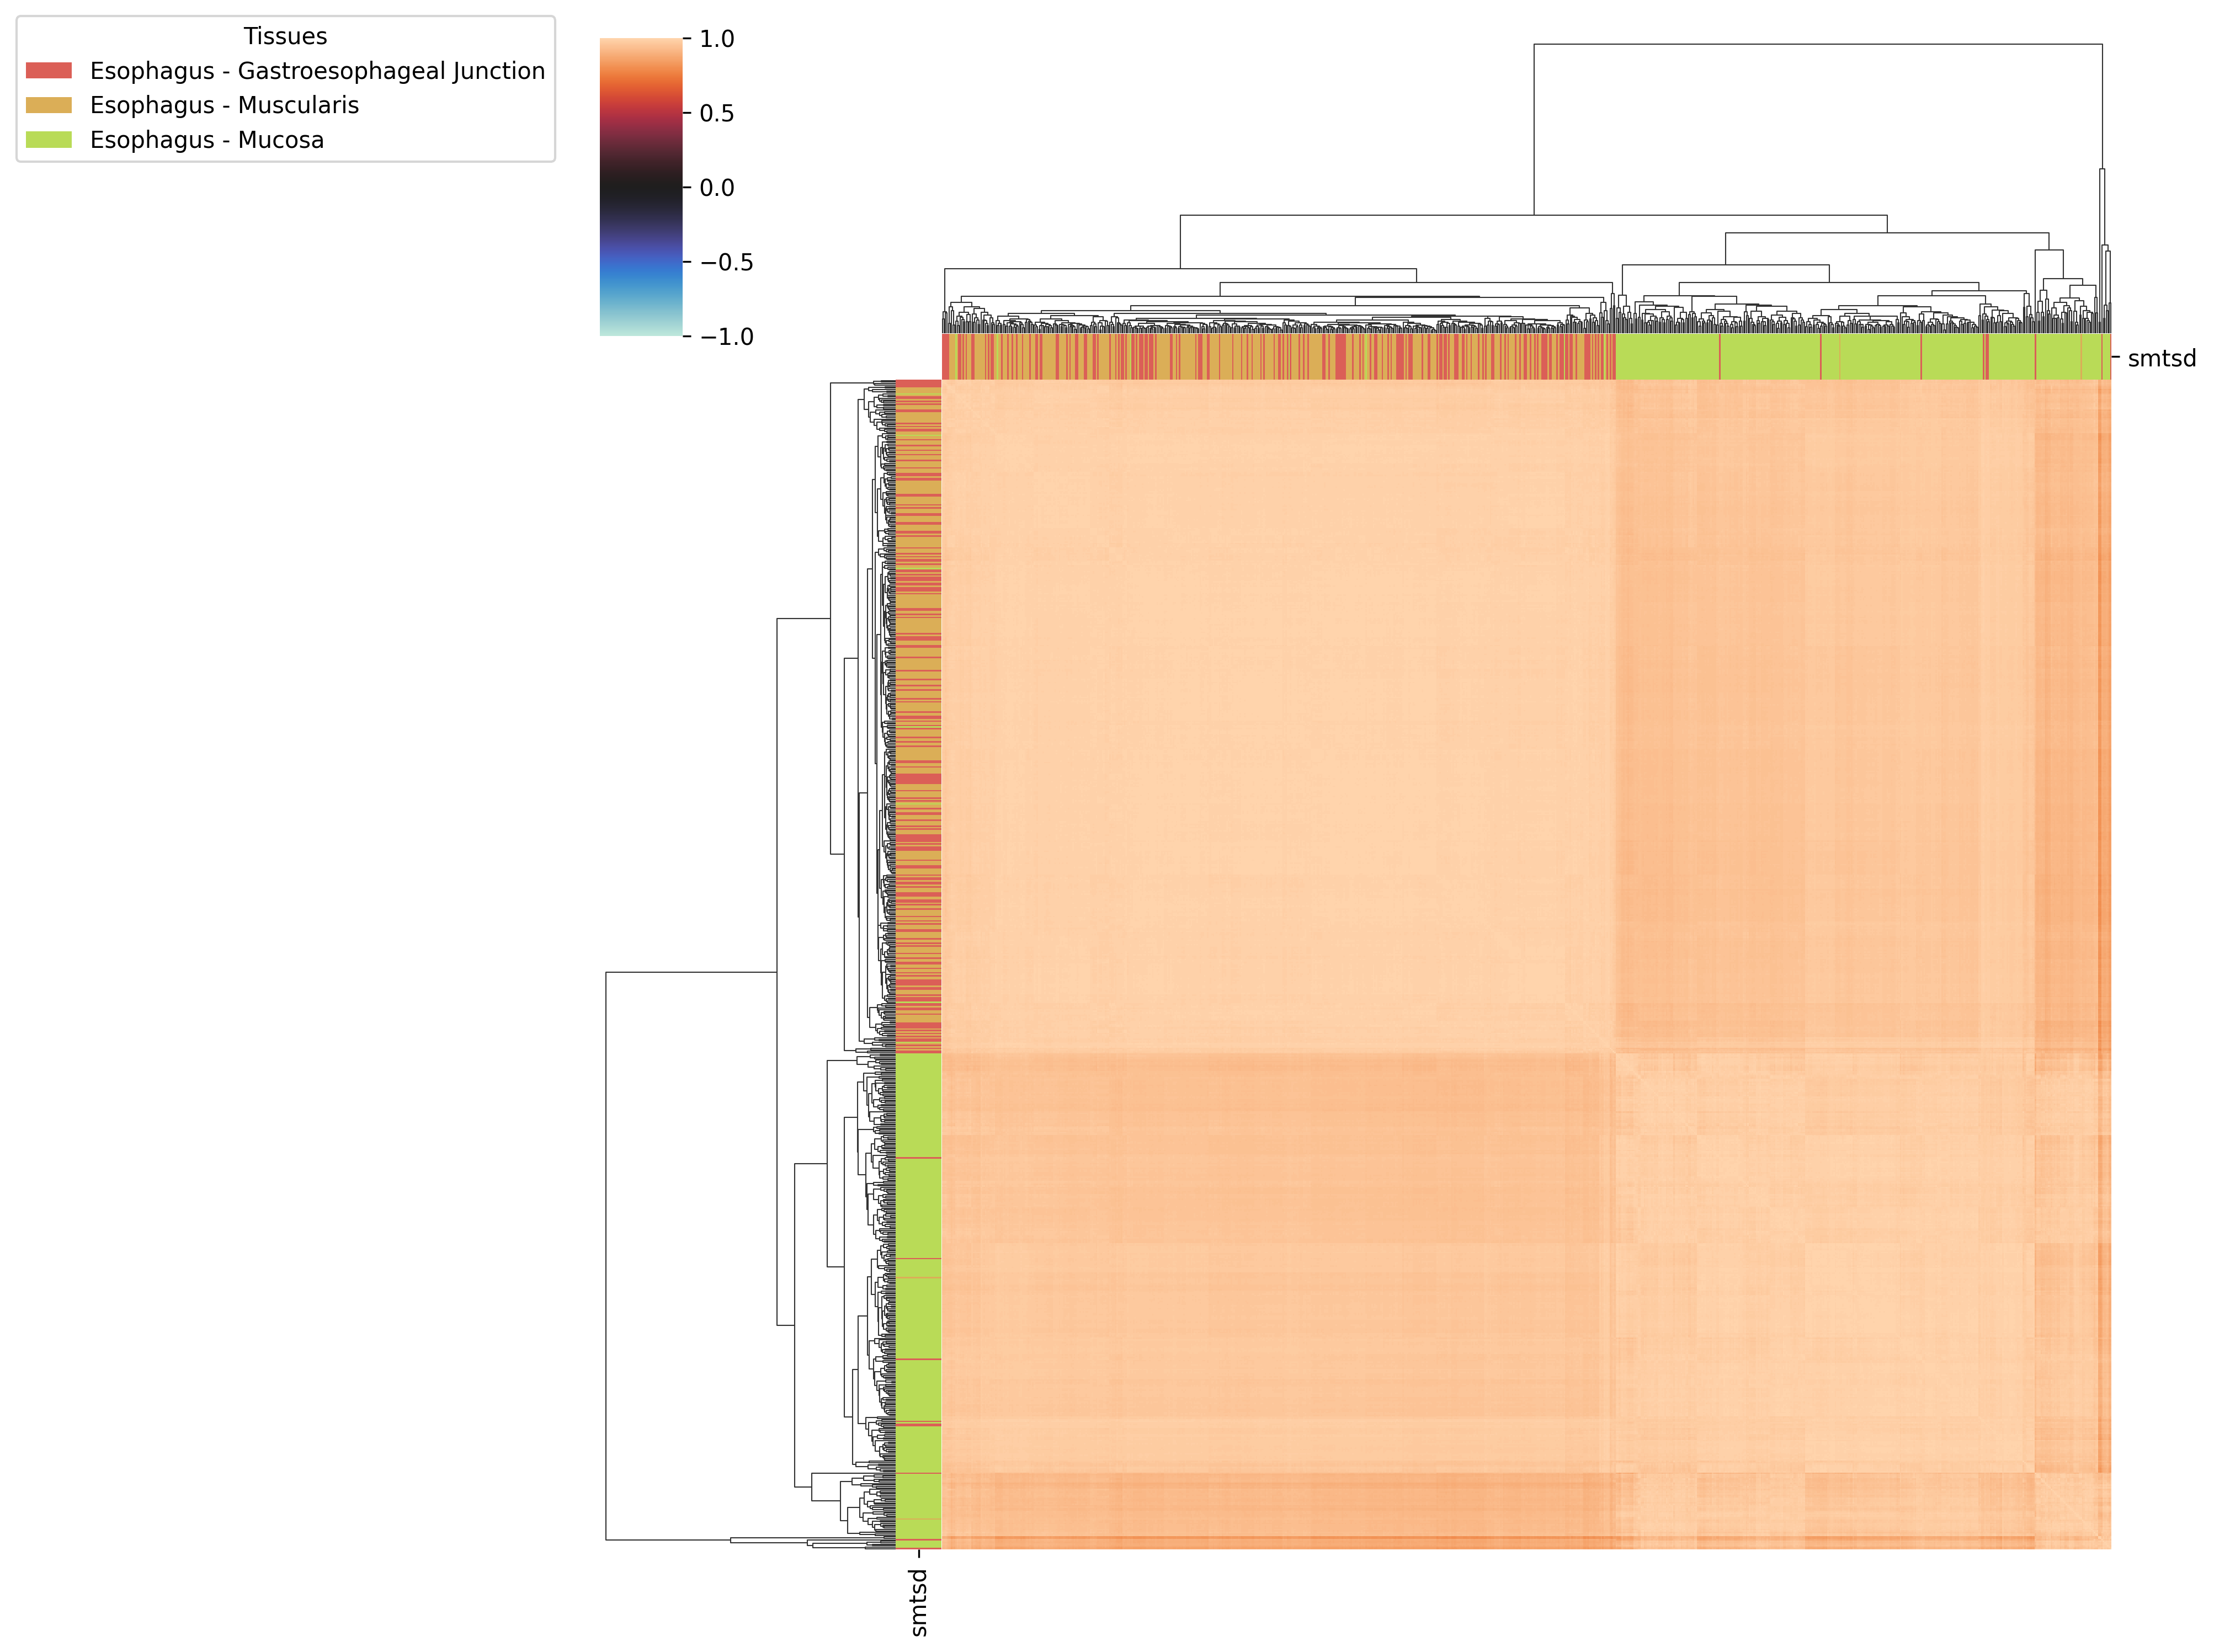 Tissues
Esophagus - Gastroesophageal Junction
Esophagus - Muscularis
Esophagus - Mucosa
1.0
0.5
0.0
−0.5
−1.0
smtsd
smtsd